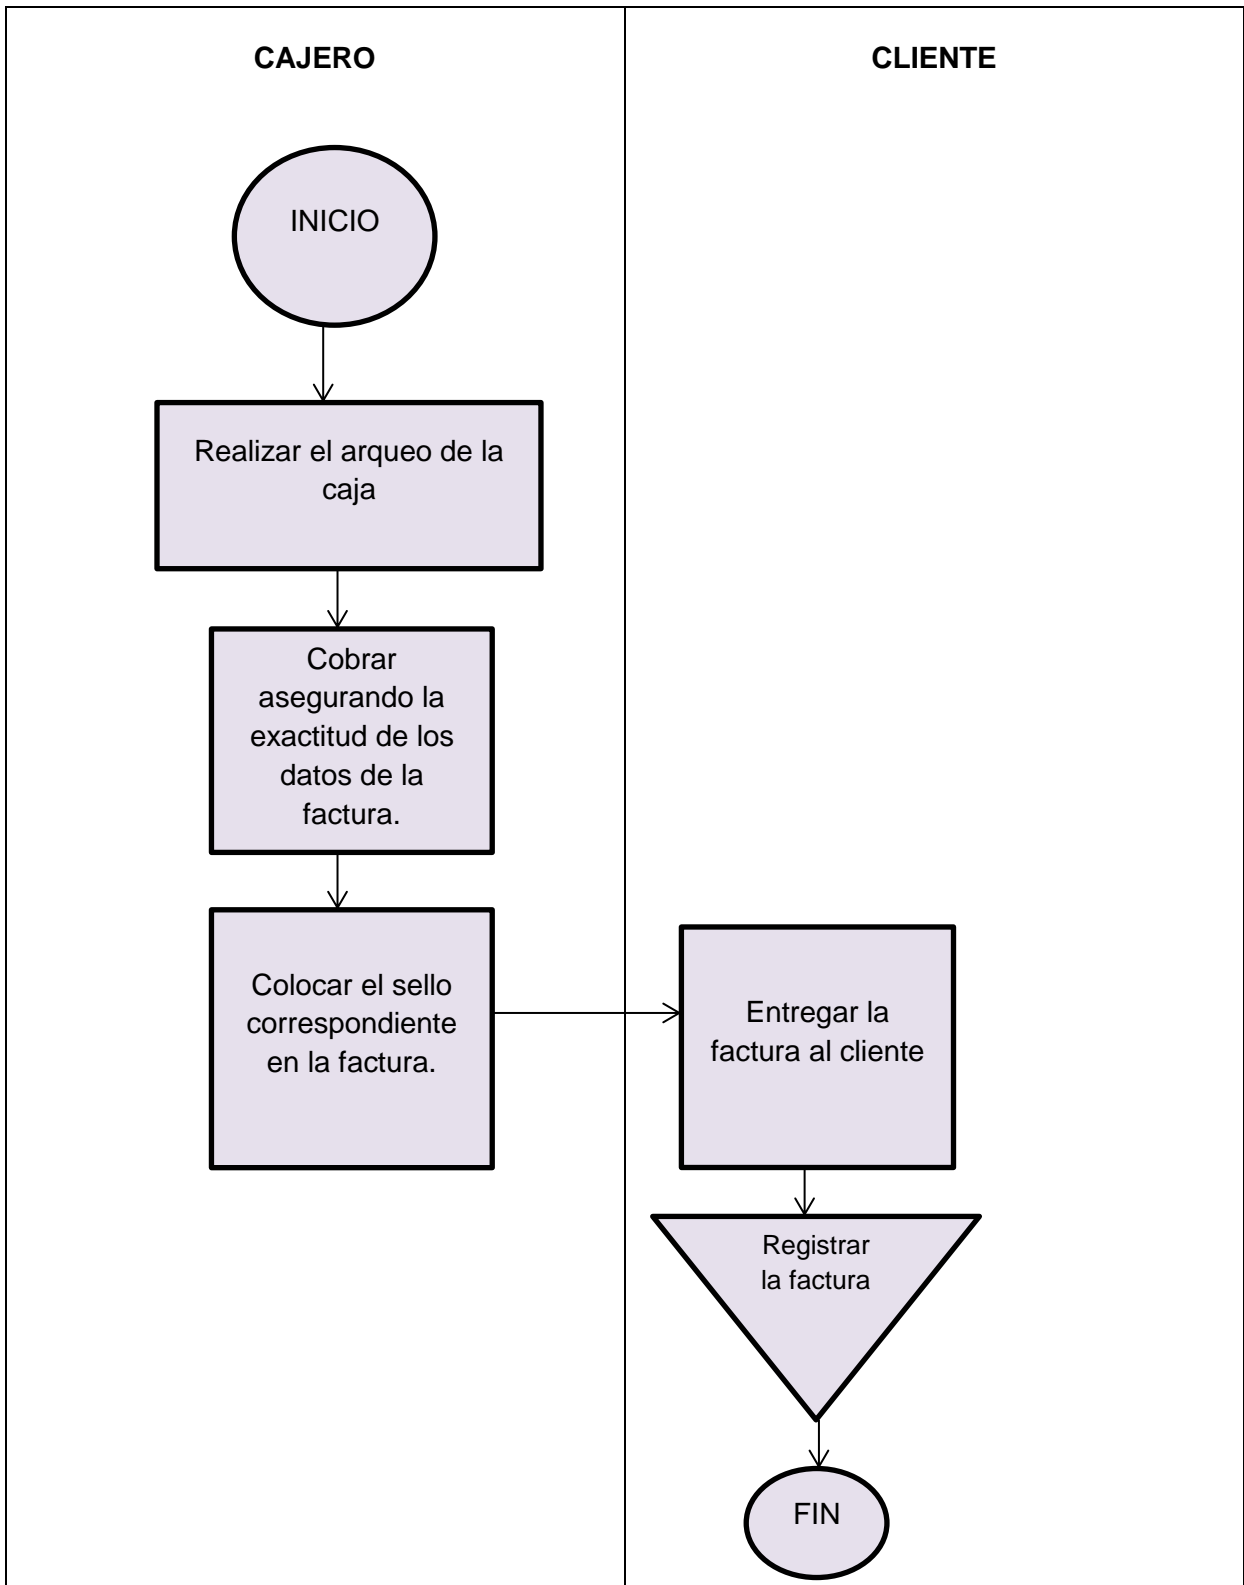 CAJERO
CLIENTE
INICIO
Realizar el arqueo de la
caja
Cobrar
asegurando la
exactitud de los
datos de la
factura.
Colocar el sello
correspondiente
en la factura.
Entregar la
factura al cliente
Registrar
la factura
FIN